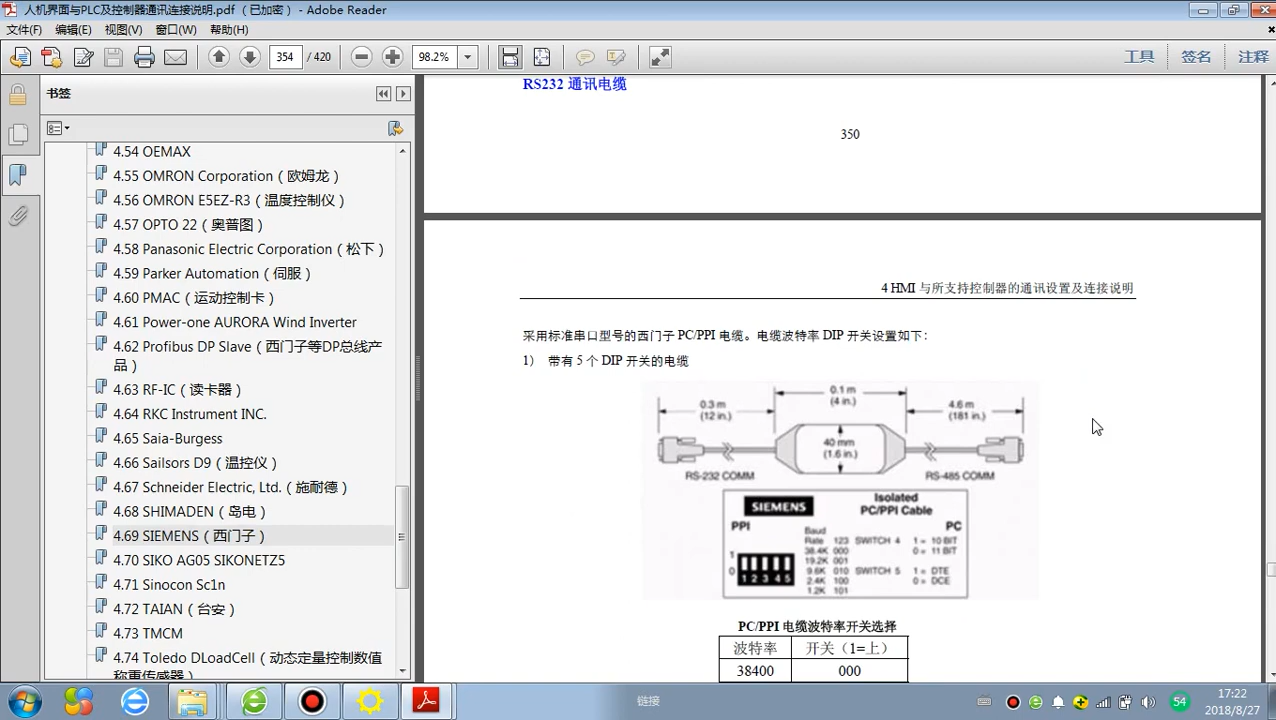 人机界面与PLC及控制器通讯连接说明.pdf （已加密） - Adobe Reader
文件(F) 编辑(E) 视图(V) 窗口(W) 帮助(H)
354 / 420 98.2% 工具 签名 注释
书签
4.54 OEMAX
4.55 OMRON Corporation（欧姆龙）
4.56 OMRON E5EZ-R3（温度控制仪）
4.57 OPTO 22（奥普图）
4.58 Panasonic Electric Corporation（松下）
4.59 Parker Automation（伺服）
4.60 PMAC（运动控制卡）
4.61 Power-one AURORA Wind Inverter
4.62 Profibus DP Slave（西门子等DP总线产
品）
4.63 RF-IC（读卡器）
4.64 RKC Instrument INC.
4.65 Saia-Burgess
4.66 Sailsors D9（温控仪）
4.67 Schneider Electric, Ltd.（施耐德）
4.68 SHIMADEN（岛电）
4.69 SIEMENS（西门子）
4.70 SIKO AG05 SIKONETZ5
4.71 Sinocon Sc1n
4.72 TAIAN（台安）
4.73 TMCM
4.74 Toledo DLoadCell（动态定量控制数值
称重传感器）
RS232 通讯电缆
350
4 HMI 与所支持控制器的通讯设置及连接说明
采用标准串口型号的西门子 PC/PPI 电缆。电缆波特率 DIP 开关设置如下：
1） 带有 5 个 DIP 开关的电缆
0.3 m
(12 in.)
0.1 m
(4 in.)
4.6 m
(181 in.)
40 mm
(1.6 in.)
RS-232 COMM
RS-485 COMM
SIEMENS
Isolated
PC/PPI Cable
PPI
PC
1
0
1 2 3 4 5
Baud
Rate 123 SWITCH 4 1 = 10 BIT
38.4K 000 0 = 11 BIT
19.2K 001
9.6K 010 SWITCH 5 1 = DTE
2.4K 100 0 = DCE
1.2K 101
PC/PPI 电缆波特率开关选择
波特率 开关（1=上）
38400 000
链接
54
17:22
2018/8/27